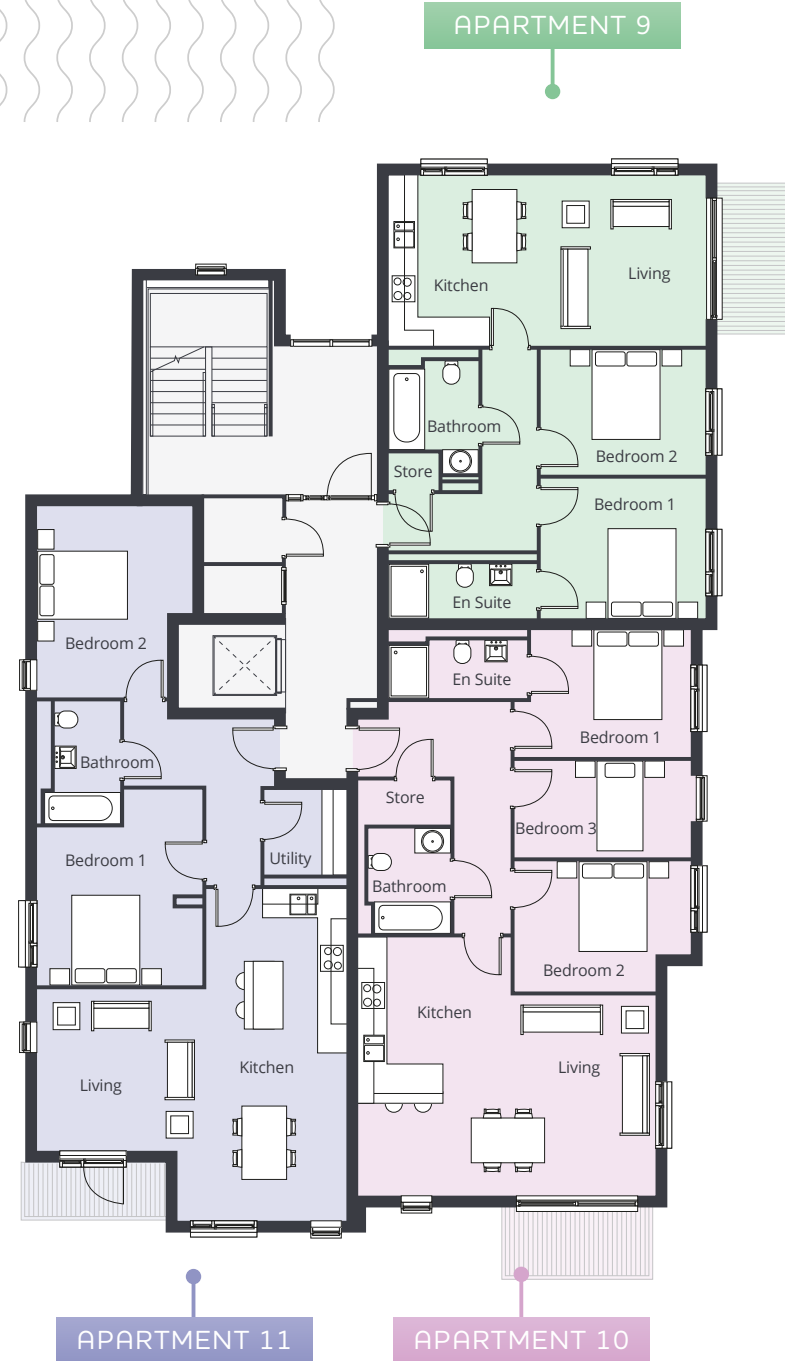 APARTMENT 9
Kitchen
Living
Bathroom
Bedroom 2
Store
Bedroom 1
En Suite
Bedroom 2
En Suite
Bedroom 1
Bathroom
Store
Bedroom 3
Bedroom 1
Utility
Bathroom
Bedroom 2
Kitchen
Living
Kitchen
Living
APARTMENT 11
APARTMENT 10